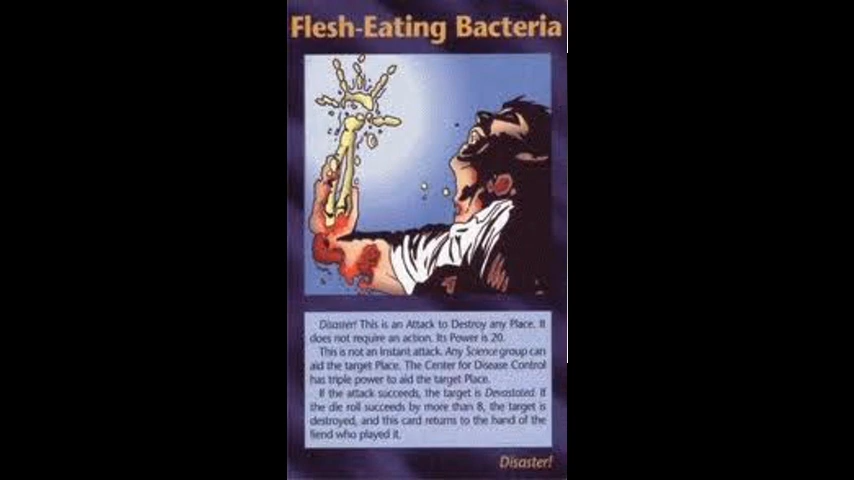 Flesh-Eating Bacteria
Disaster! This is an Attack to Destroy any Place. It
does not require an action. Its Power is 20.
This is not an Instant attack. Any Science group can
aid the target Place. The Center for Disease Control
has triple power to aid the target Place.
If the attack succeeds, the target is Devastated. If
the die roll succeeds by more than 8, the target is
destroyed, and this card returns to the hand of the
fiend who played it.
Disaster!